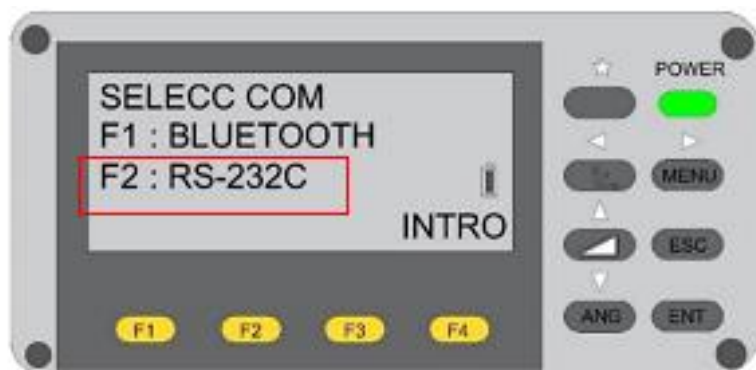 SELECC COM
F1 : BLUETOOTH
F2 : RS-232C
INTRO
F1 F2 F3 F4
POWER
MENU
ESC
ANG ENT